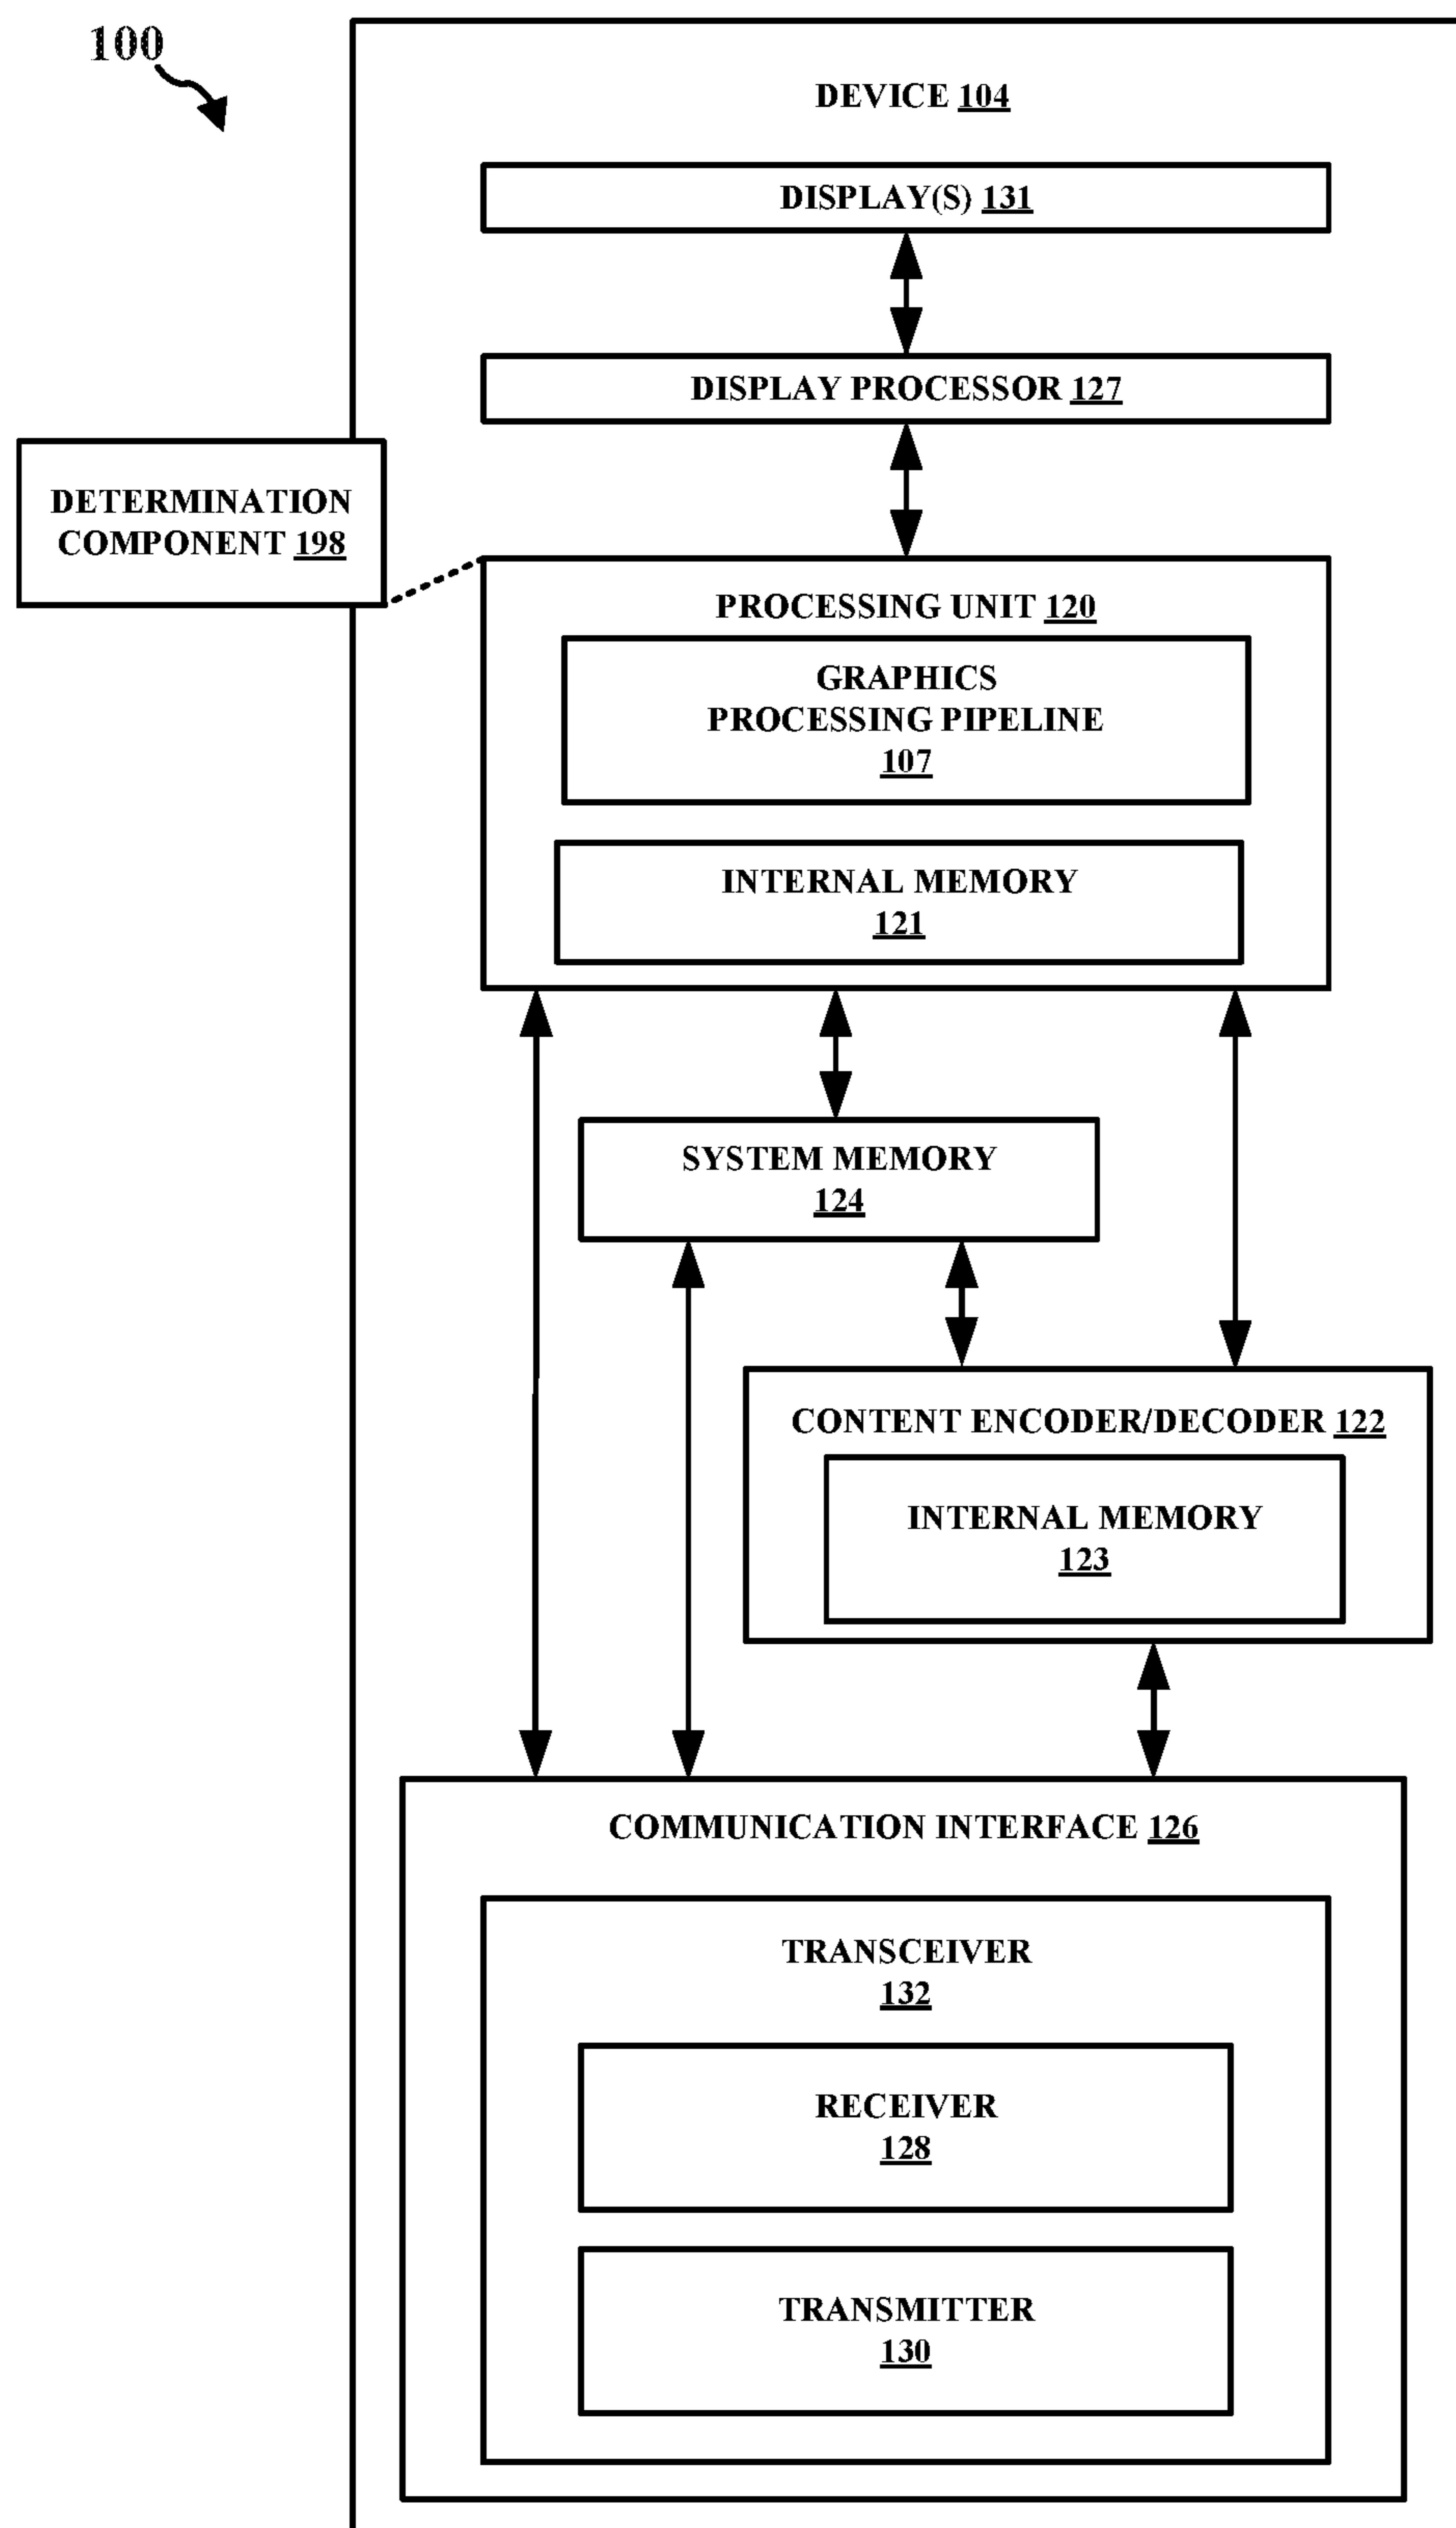 100
DEVICE 104
DISPLAY(S) 131
DISPLAY PROCESSOR 127
DETERMINATION
COMPONENT 198
PROCESSING UNIT 120
GRAPHICS
PROCESSING PIPELINE
107
INTERNAL MEMORY
121
SYSTEM MEMORY
124
CONTENT ENCODER/DECODER 122
INTERNAL MEMORY
123
COMMUNICATION INTERFACE 126
TRANSCEIVER
132
RECEIVER
128
TRANSMITTER
130